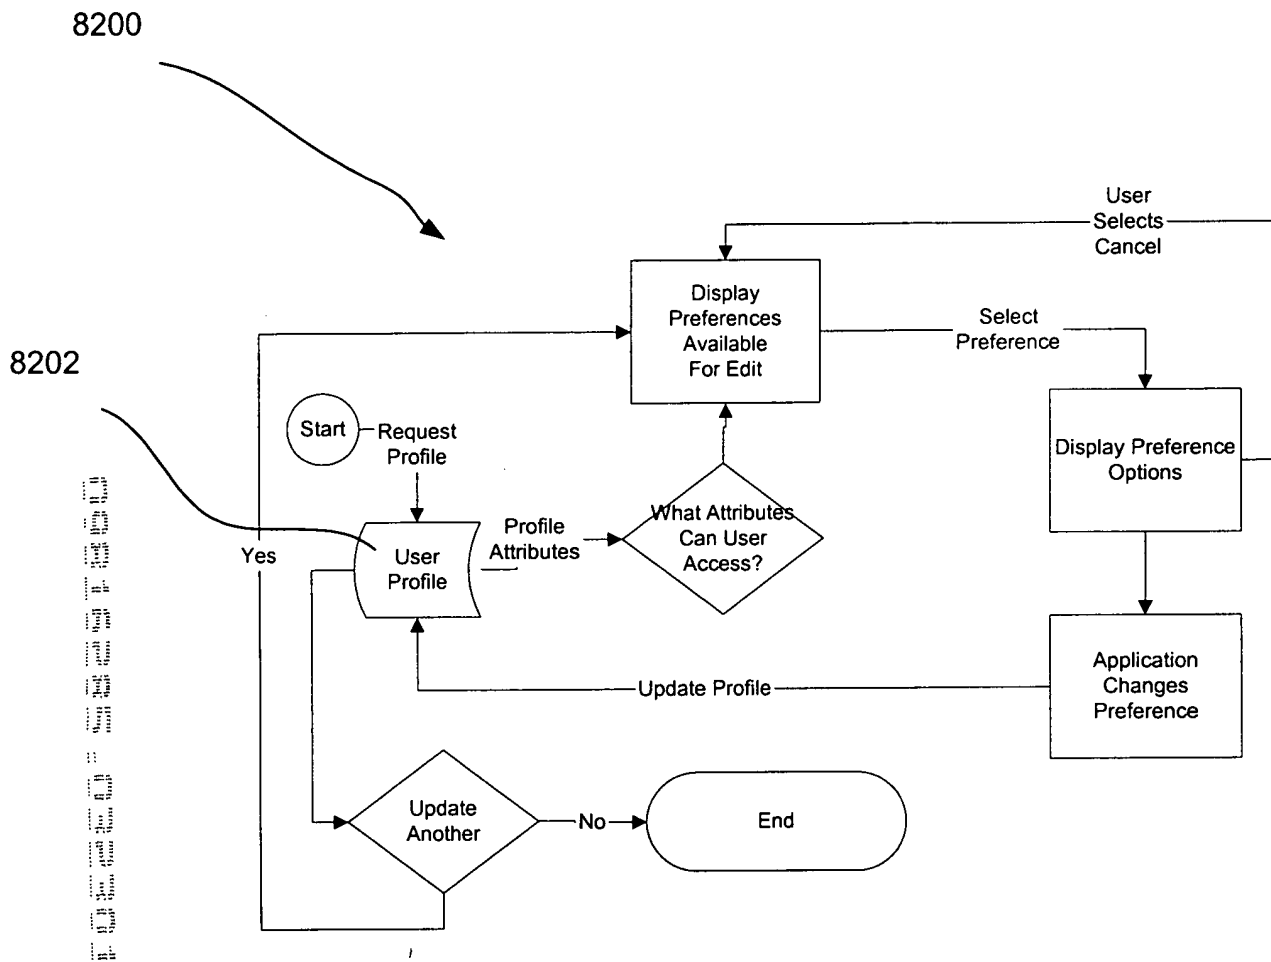 8200
User
Selects
Cancel
Display
Preferences
Available
For Edit
Select
Preference
8202
Start
Request
Profile
Display Preference
Options
What Attributes
Can User
Access?
Profile
Attributes
User
Profile
Yes
Application
Changes
Preference
Update Profile
Update
Another
No
End